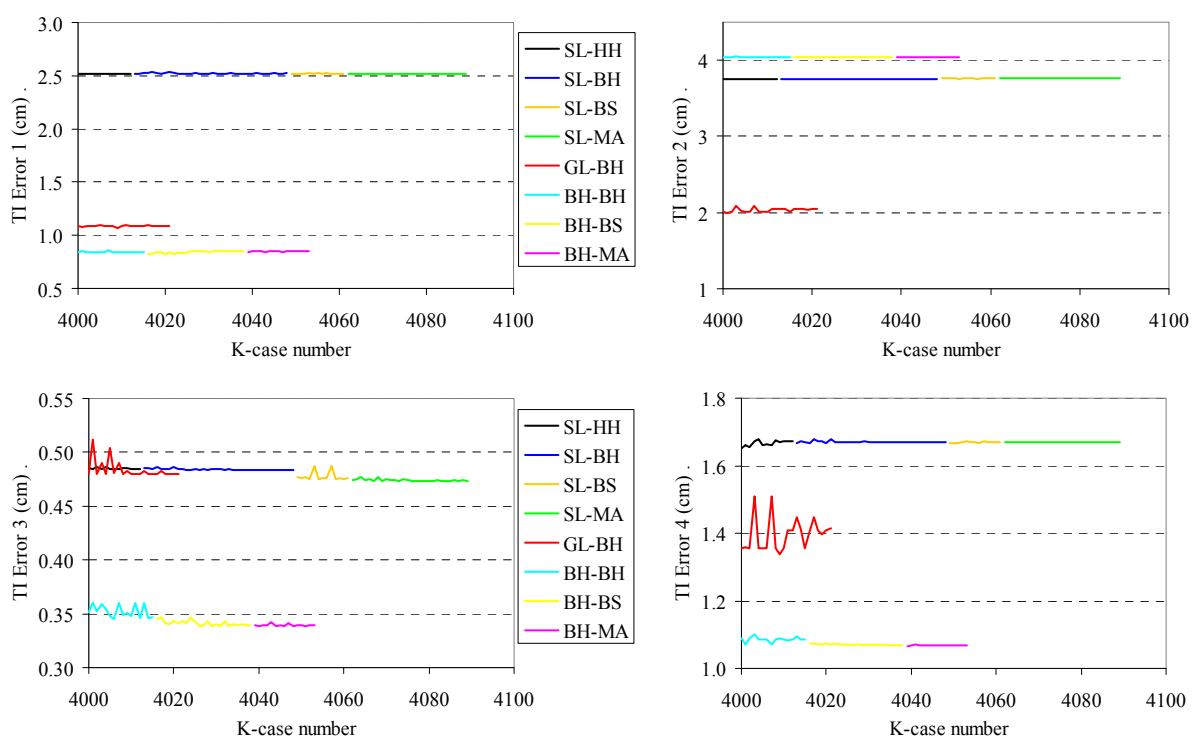 3.0
2.5
2.0
1.5
1.0
0.5
TI Error 1 (cm) .
4000 4020 4040 4060 4080 4100
K-case number
SL-HH
SL-BH
SL-BS
SL-MA
GL-BH
BH-BH
BH-BS
BH-MA
4
3
2
1
TI Error 2 (cm) .
4000 4020 4040 4060 4080 4100
K-case number
0.55
0.50
0.45
0.40
0.35
0.30
TI Error 3 (cm) .
4000 4020 4040 4060 4080 4100
K-case number
SL-HH
SL-BH
SL-BS
SL-MA
GL-BH
BH-BH
BH-BS
BH-MA
1.8
1.6
1.4
1.2
1.0
TI Error 4 (cm) .
4000 4020 4040 4060 4080 4100
K-case number